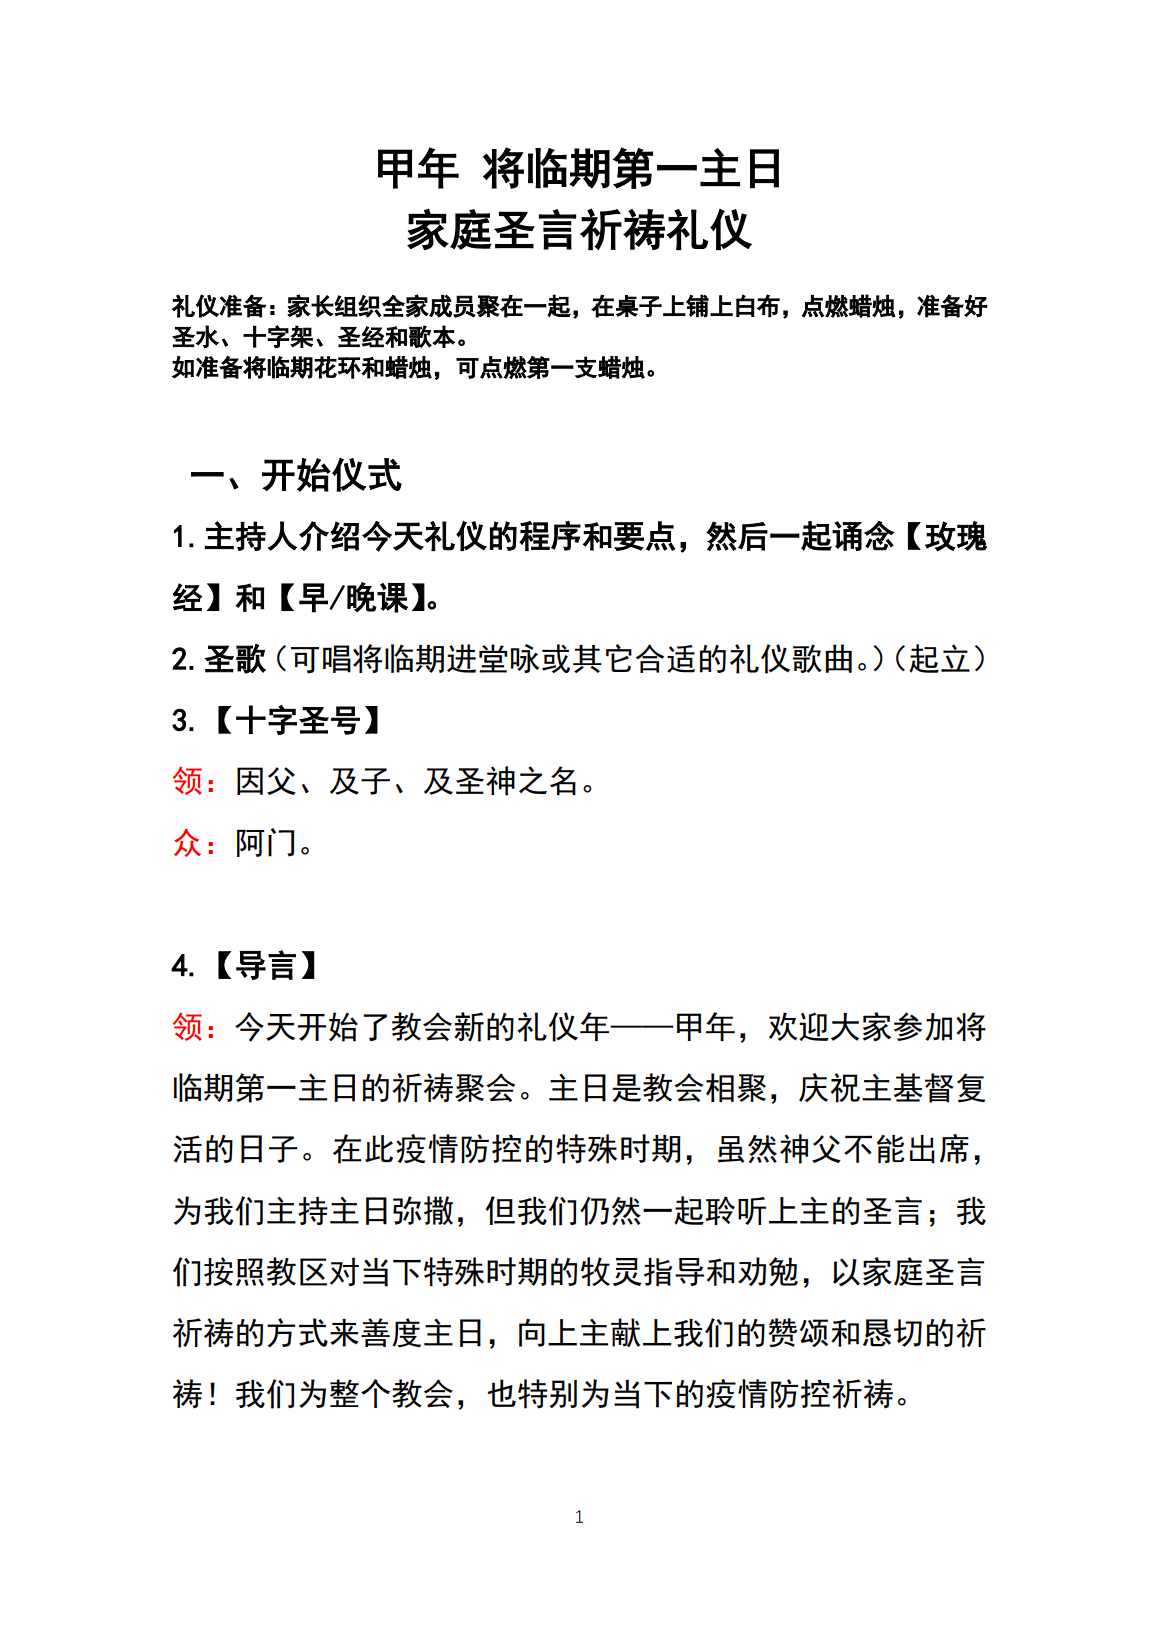 甲年 将临期第一主日
家庭圣言祈祷礼仪
礼仪准备：家长组织全家成员聚在一起，在桌子上铺上白布，点燃蜡烛，准备好
圣水、十字架、圣经和歌本。
如准备将临期花环和蜡烛，可点燃第一支蜡烛。
一、开始仪式
1.主持人介绍今天礼仪的程序和要点，然后一起诵念【玫瑰
经】和【早/晚课】。
2.圣歌（可唱将临期进堂咏或其它合适的礼仪歌曲。）（起立）
3.【十字圣号】
领：因父、及子、及圣神之名。
众：阿门。
4.【导言】
领：今天开始了教会新的礼仪年——甲年，欢迎大家参加将
临期第一主日的祈祷聚会。主日是教会相聚，庆祝主基督复
活的日子。在此疫情防控的特殊时期，虽然神父不能出席，
为我们主持主日弥撒，但我们仍然一起聆听上主的圣言；我
们按照教区对当下特殊时期的牧灵指导和劝勉，以家庭圣言
祈祷的方式来善度主日，向上主献上我们的赞颂和恳切的祈
祷！我们为整个教会，也特别为当下的疫情防控祈祷。
1